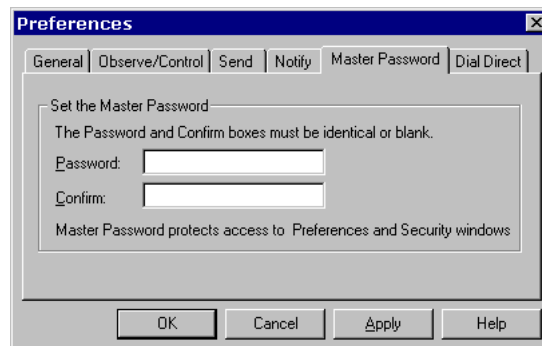 Preferences
General Observe/Control Send Notify Master Password Dial Direct
Set the Master Password
The Password and Confirm boxes must be identical or blank.
Password:
Confirm:
Master Password protects access to Preferences and Security windows
OK Cancel Apply Help